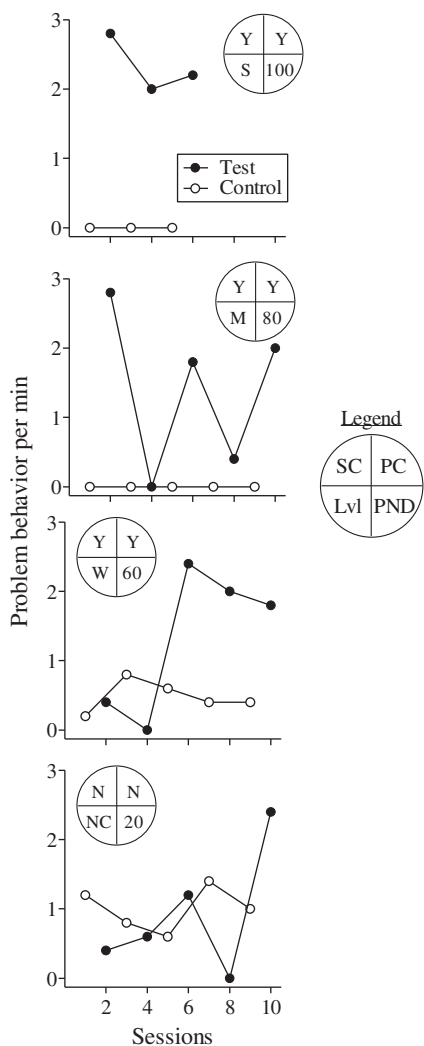 3
Y Y
S 100
2
Test
Control
1
0
3
Y Y
M 80
2
1
0
Problem behavior per min
Legend
SC PC
Lvl PND
3
Y Y
W 60
2
1
0
3
N N
NC 20
2
1
0
2 4 6 8 10
Sessions